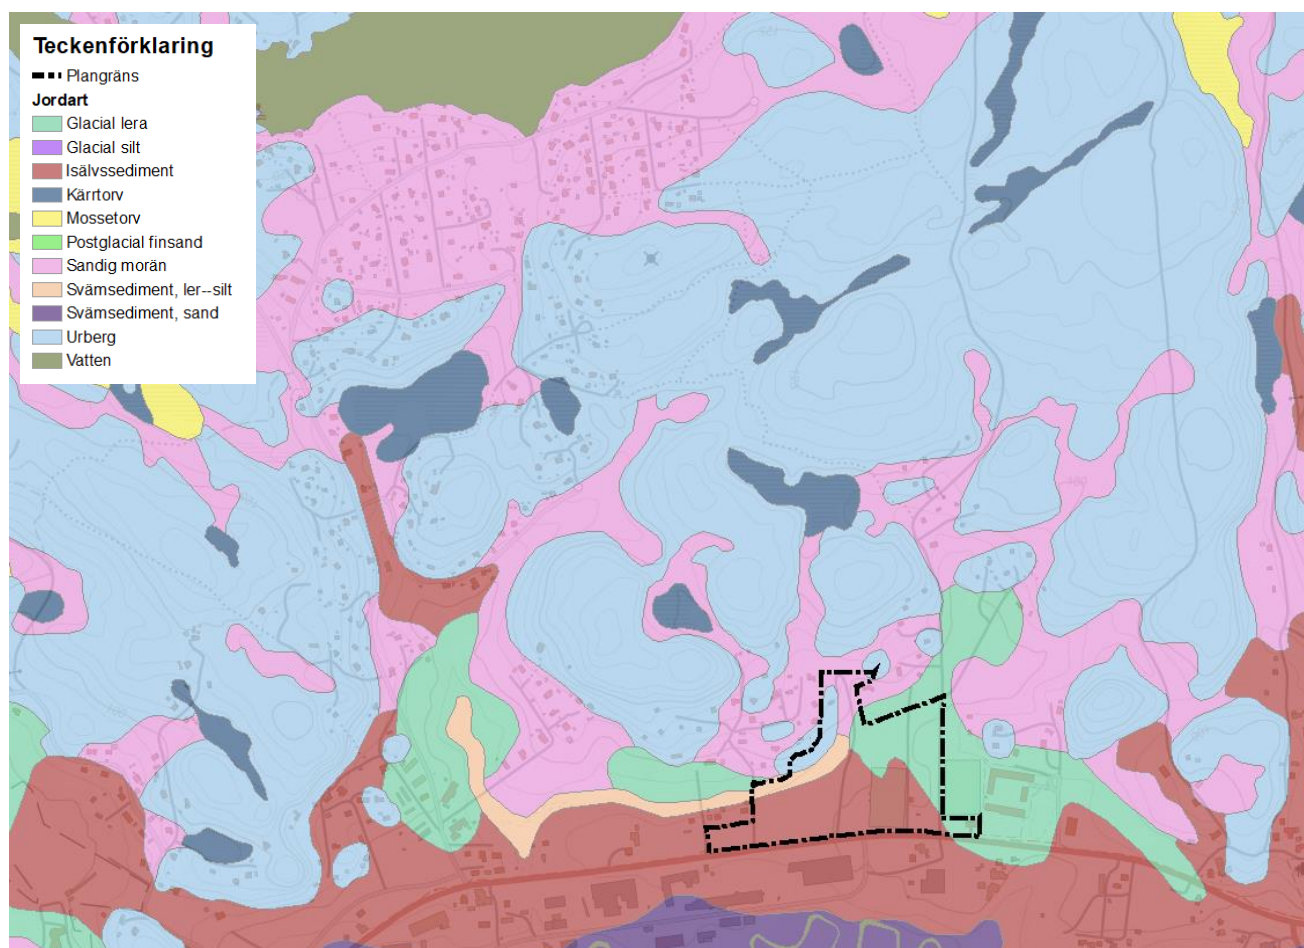 Teckenförklaring
Plangräns
Jordart
Glacial lera
Glacial silt
Isälvssediment
Kärrtorv
Mossetorv
Postglacial finsand
Sandig morän
Svämsediment, ler--silt
Svämsediment, sand
Urberg
Vatten